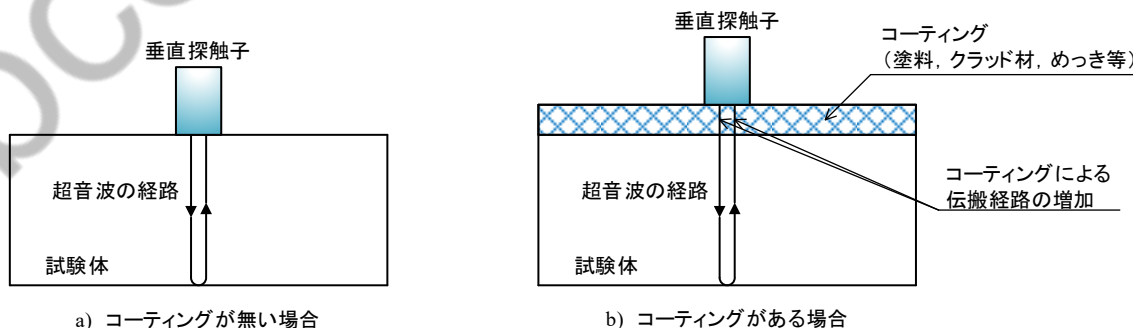 垂直探触子
超音波の経路
試験体
a) コーティングが無い場合
垂直探触子
コーティング
(塗料, クラッド材, めっき等)
コーティングによる
伝搬経路の増加
超音波の経路
試験体
b) コーティングがある場合